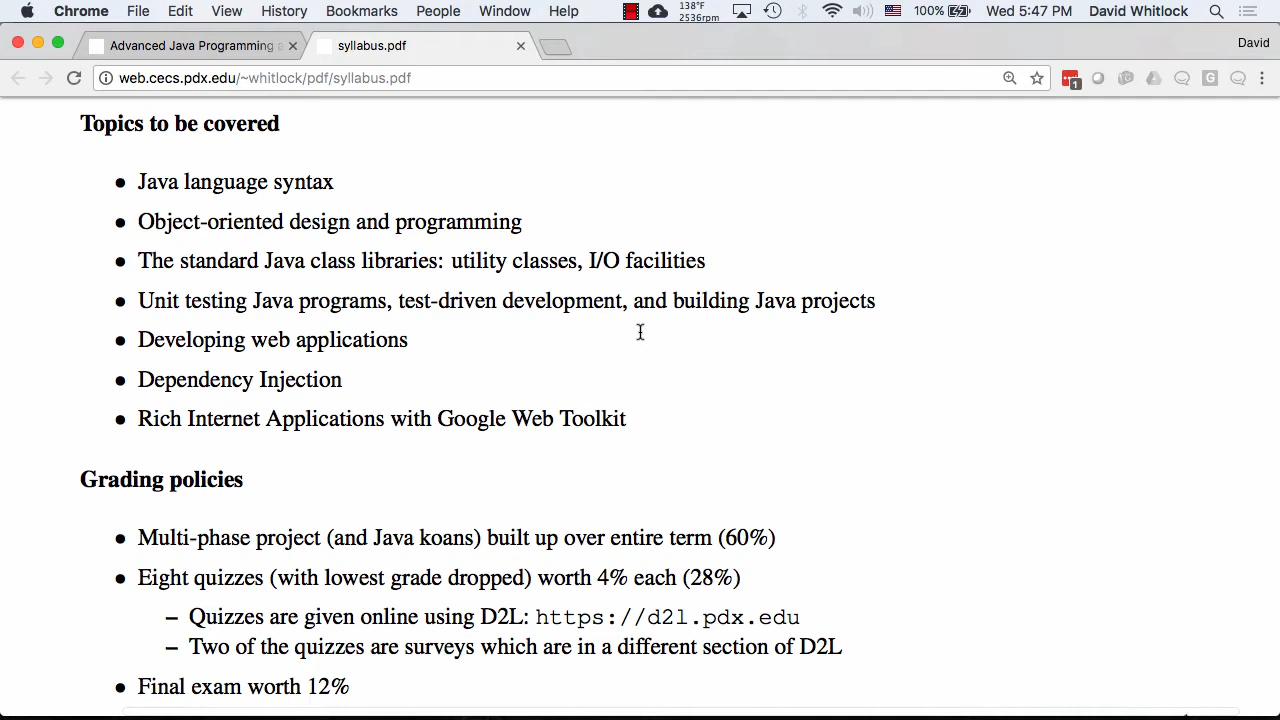 Chrome File Edit View History Bookmarks People Window Help 138°F 2536rpm 100% Wed 5:47 PM David Whitlock
Advanced Java Programming syllabus.pdf David
web.cecs.pdx.edu/~whitlock/pdf/syllabus.pdf 1 G
Topics to be covered
• Java language syntax
• Object-oriented design and programming
• The standard Java class libraries: utility classes, I/O facilities
• Unit testing Java programs, test-driven development, and building Java projects
• Developing web applications
• Dependency Injection
• Rich Internet Applications with Google Web Toolkit
Grading policies
• Multi-phase project (and Java koans) built up over entire term (60%)
• Eight quizzes (with lowest grade dropped) worth 4% each (28%)
– Quizzes are given online using D2L: https://d2l.pdx.edu
– Two of the quizzes are surveys which are in a different section of D2L
• Final exam worth 12%